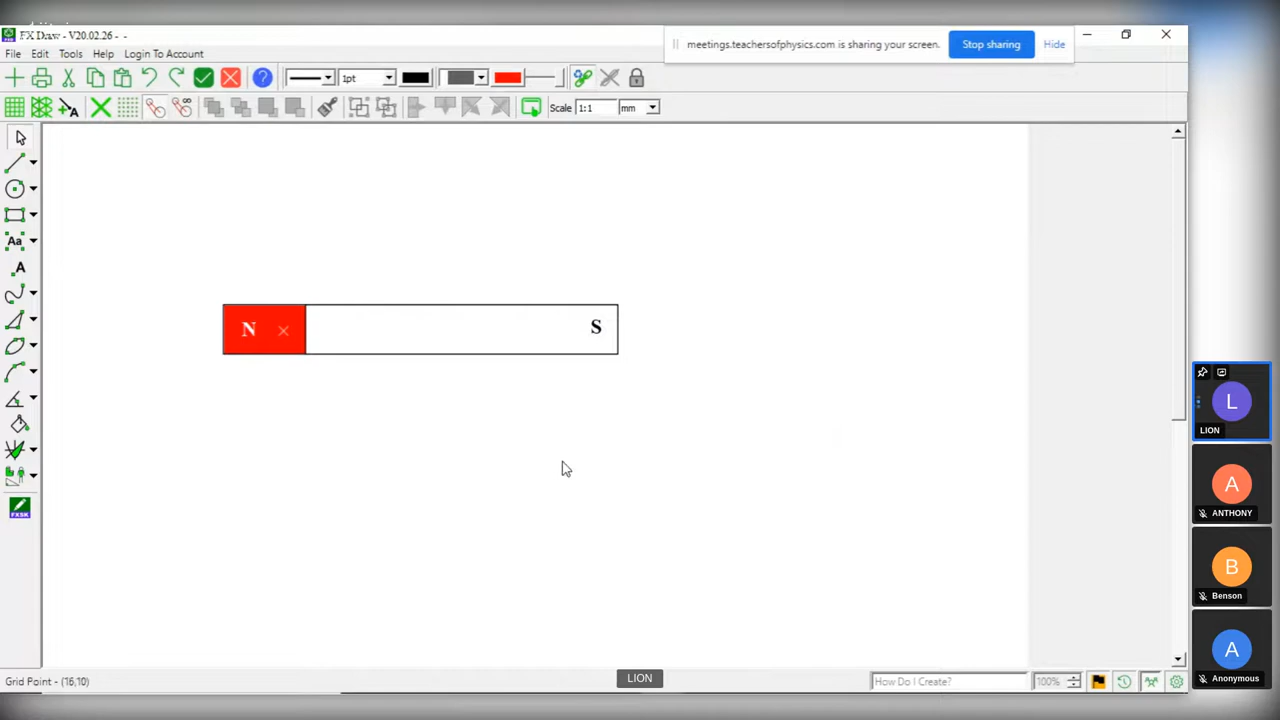 FX Draw - V20.02.26 - -
meetings.teachersofphysics.com is sharing your screen.
Stop sharing
Hide
File Edit Tools Help Login To Account
1pt
Scale 1:1 mm
Aa
A
N
S
FXSK
L
LION
A
ANTHONY
B
Benson
A
Anonymous
LION
Grid Point - (16,10)
How Do I Create?
100%